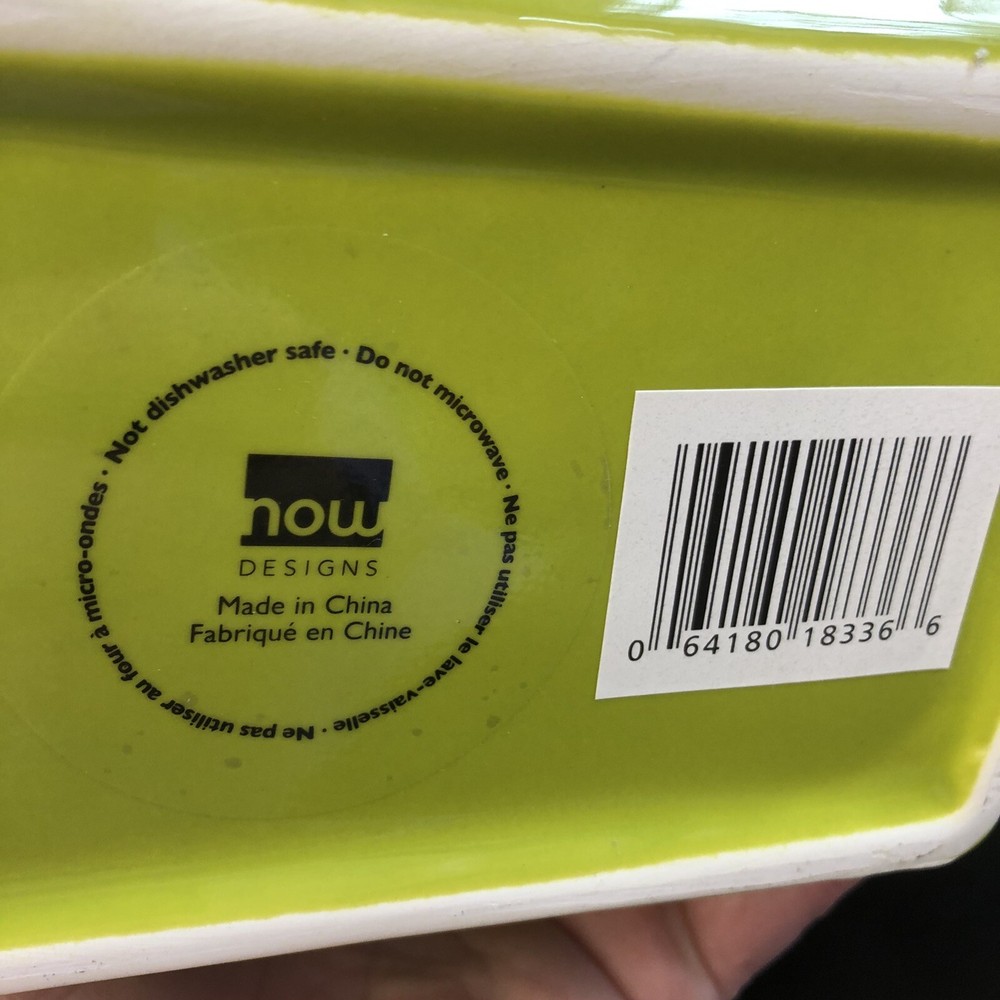 Not dishwasher safe · Do not microwave · Ne pas utiliser le lave-vaisselle · Ne pas utiliser au four à micro-ondes ·
now
DESIGNS
Made in China
Fabriqué en Chine
0 64180 18336 6